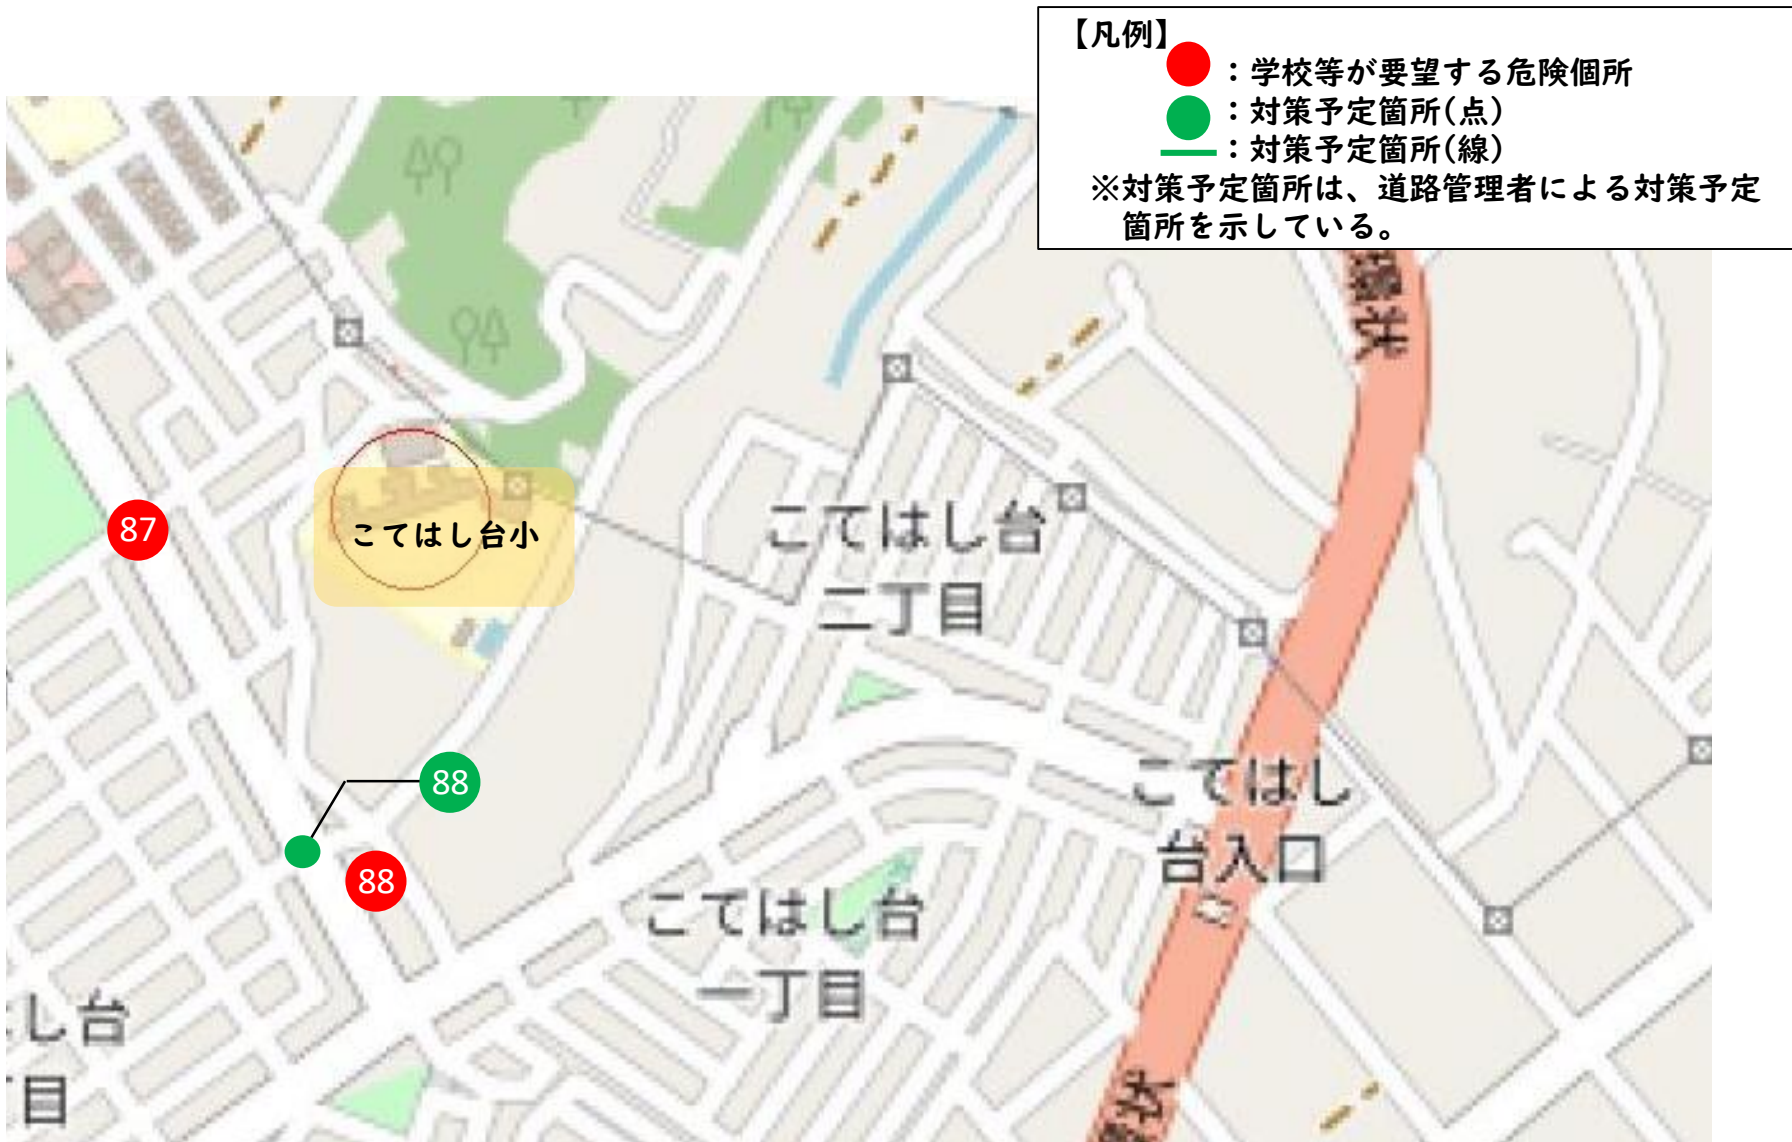 【凡例】
：学校等が要望する危険個所
：対策予定箇所(点)
：対策予定箇所(線)
※対策予定箇所は、道路管理者による対策予定
箇所を示している。
87
こてはし台小
こてはし台
二丁目
88
88
こてはし
台入口
こてはし台
一丁目
し台
目